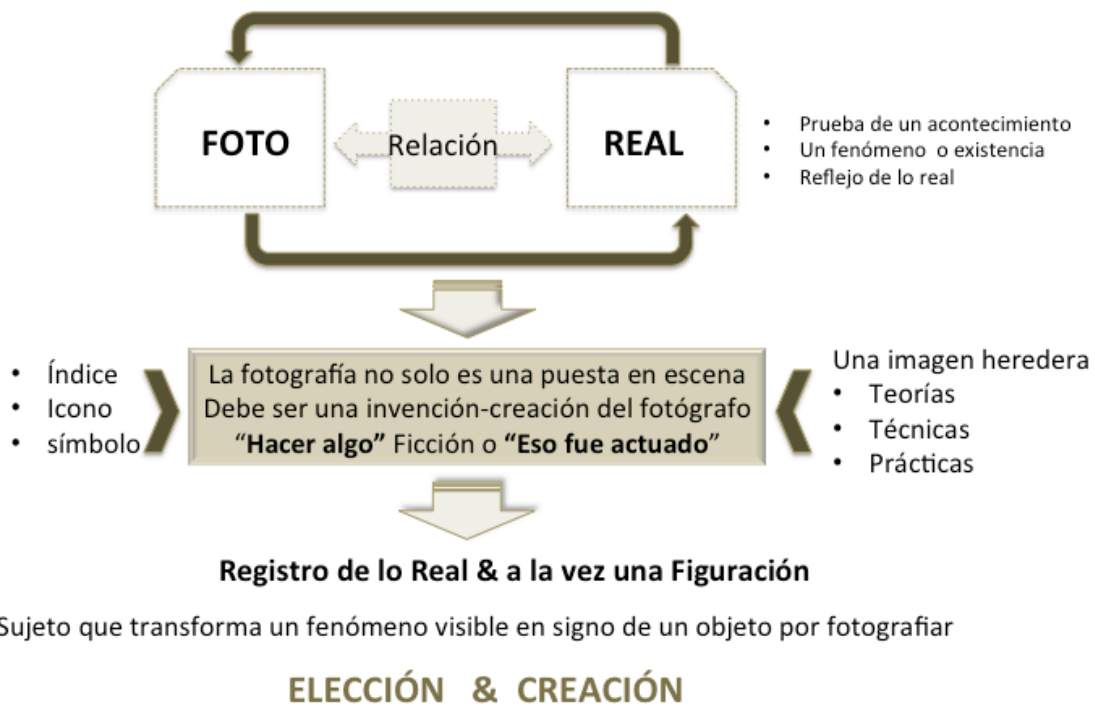 FOTO
Relación
REAL
• Prueba de un acontecimiento
• Un fenómeno o existencia
• Reflejo de lo real
• Índice
• Icono
• símbolo
La fotografía no solo es una puesta en escena
Debe ser una invención-creación del fotógrafo
“Hacer algo” Ficción o “Eso fue actuado”
Una imagen heredera
• Teorías
• Técnicas
• Prácticas
Registro de lo Real & a la vez una Figuración
Sujeto que transforma un fenómeno visible en signo de un objeto por fotografiar
ELECCIÓN & CREACIÓN